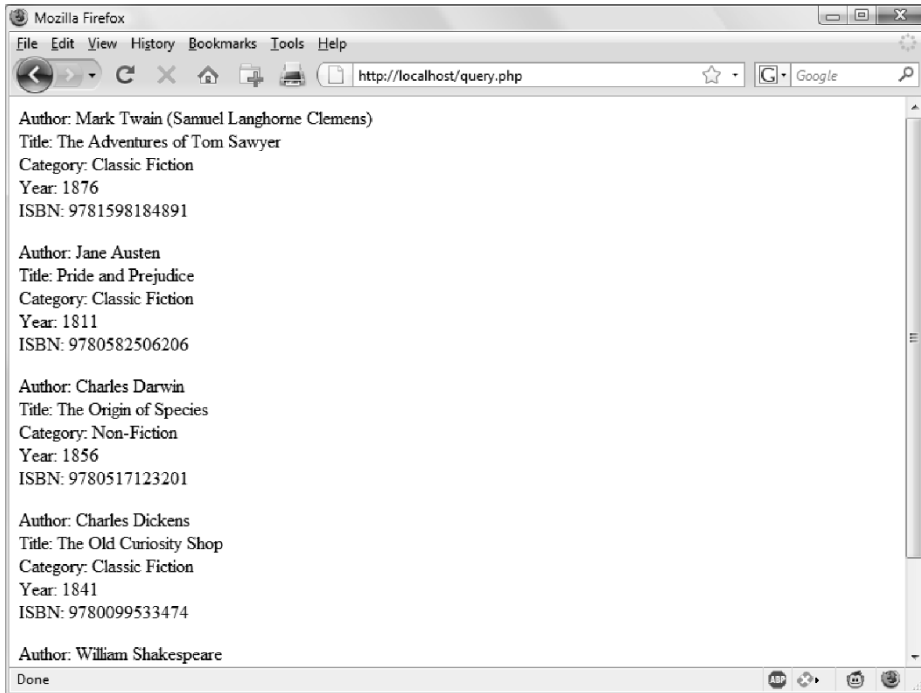 Mozilla Firefox
File Edit View History Bookmarks Tools Help
http://localhost/query.php
G Google
Author: Mark Twain (Samuel Langhorne Clemens)
Title: The Adventures of Tom Sawyer
Category: Classic Fiction
Year: 1876
ISBN: 9781598184891
Author: Jane Austen
Title: Pride and Prejudice
Category: Classic Fiction
Year: 1811
ISBN: 9780582506206
Author: Charles Darwin
Title: The Origin of Species
Category: Non-Fiction
Year: 1856
ISBN: 9780517123201
Author: Charles Dickens
Title: The Old Curiosity Shop
Category: Classic Fiction
Year: 1841
ISBN: 9780099533474
Author: William Shakespeare
Done
ABP